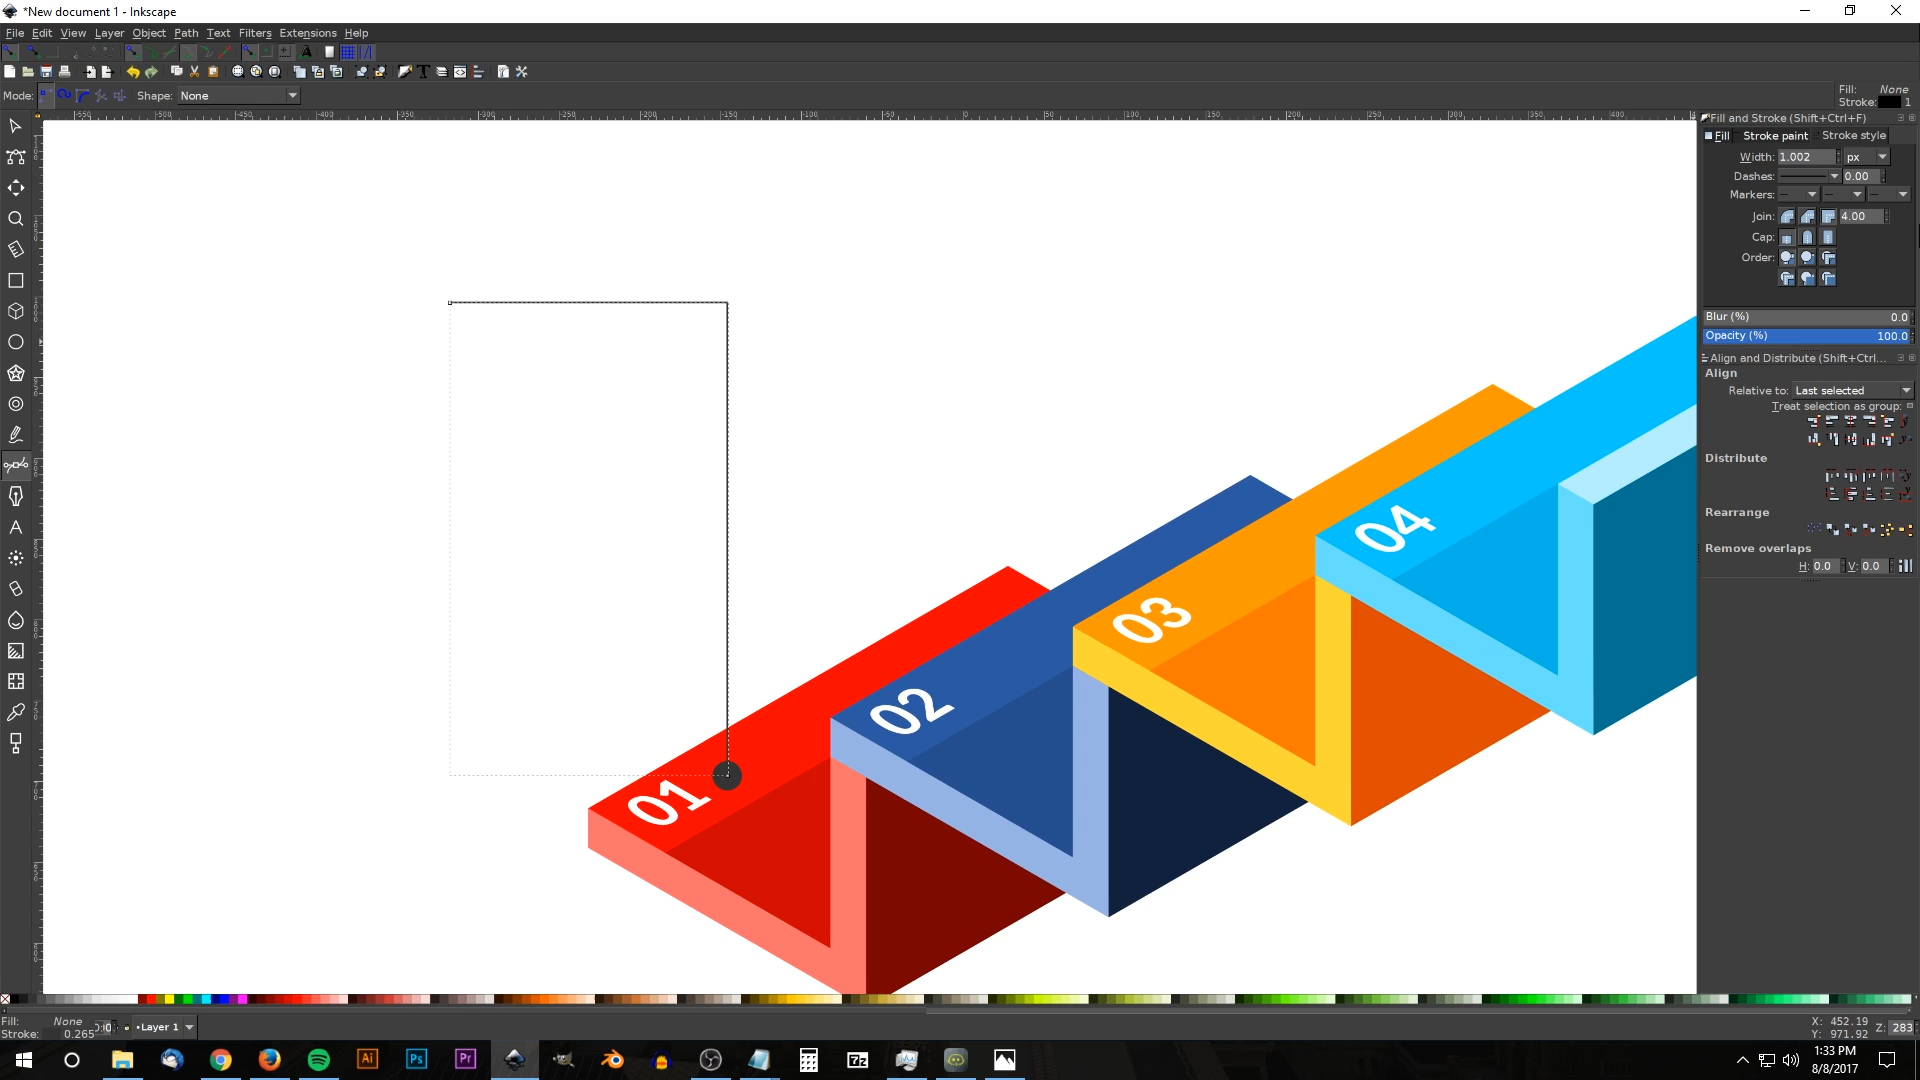 *New document 1 - Inkscape
File Edit View Layer Object Path Text Filters Extensions Help
Mode: Shape: None
Fill: None
Stroke: 1
Fill and Stroke (Shift+Ctrl+F)
Fill Stroke paint Stroke style
Width: 1.002 px
Dashes: 0.00
Markers:
Join: 4.00
Cap:
Order:
Blur (%) 0.0
Opacity (%) 100.0
Align and Distribute (Shift+Ctrl...
Align
Relative to: Last selected
Treat selection as group:
Distribute
Rearrange
Remove overlaps
H: 0.0 V: 0.0
04
03
02
01
Fill: None
Stroke: 0.265
•Layer 1
X: 452.19
Y: 971.92
Z: 283
Ai Ps Pr 7z
1:33 PM
8/8/2017